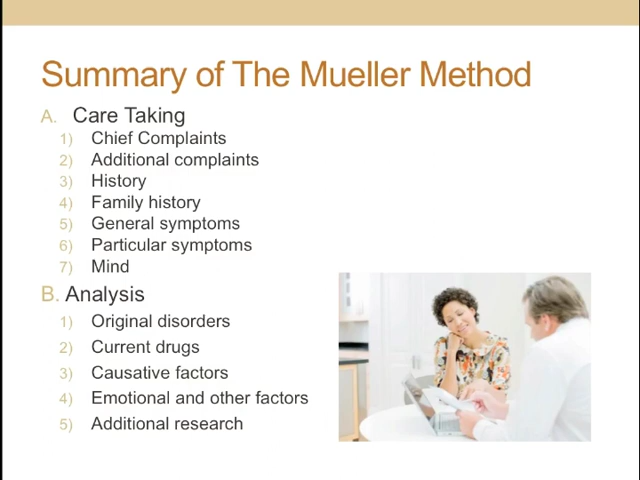 Summary of The Mueller Method
A. Care Taking
1) Chief Complaints
2) Additional complaints
3) History
4) Family history
5) General symptoms
6) Particular symptoms
7) Mind
B. Analysis
1) Original disorders
2) Current drugs
3) Causative factors
4) Emotional and other factors
5) Additional research